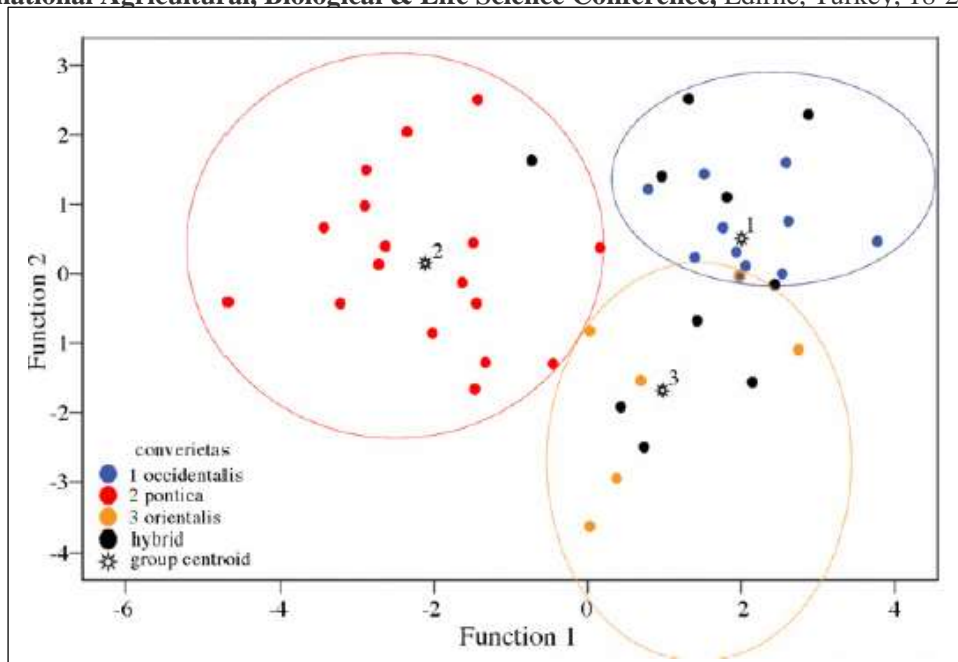 national Agricultural, Biological & Life Science Conference, Edirne, Turkey, 18-2
3
2
1
0
1
-2
-3
-4
Function 2
2
1
3
converietas
1 occidentalis
2 pontica
3 orientalis
hybrid
group centroid
-6 -4 -2 0 2 4
Function 1